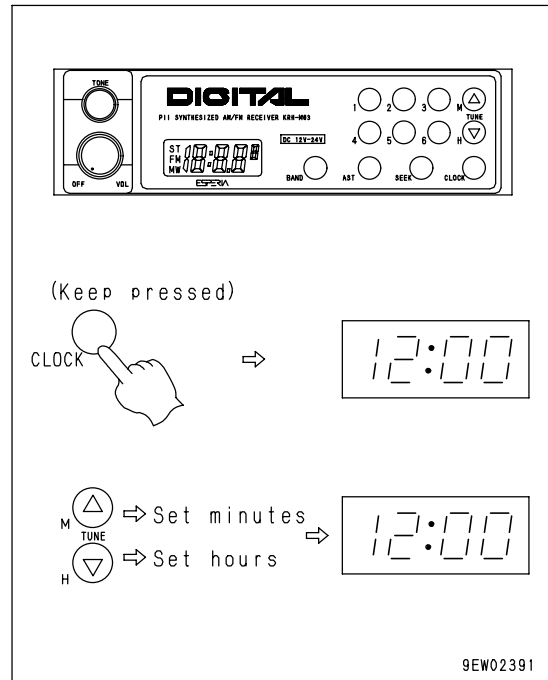 TONE
OFF VOL
DIGITAL
PII SYNTHESIZED AM/FM RECEIVER KRH-M03
ST
FM
MW
18:88
ESPERIA
DC 12V-24V
1 2 3 M
TUNE
4 5 6 H
BAND AST SEEK CLOCK
(Keep pressed)
CLOCK
12:00
M
TUNE
H
Set minutes
Set hours
12:00
9EW02391